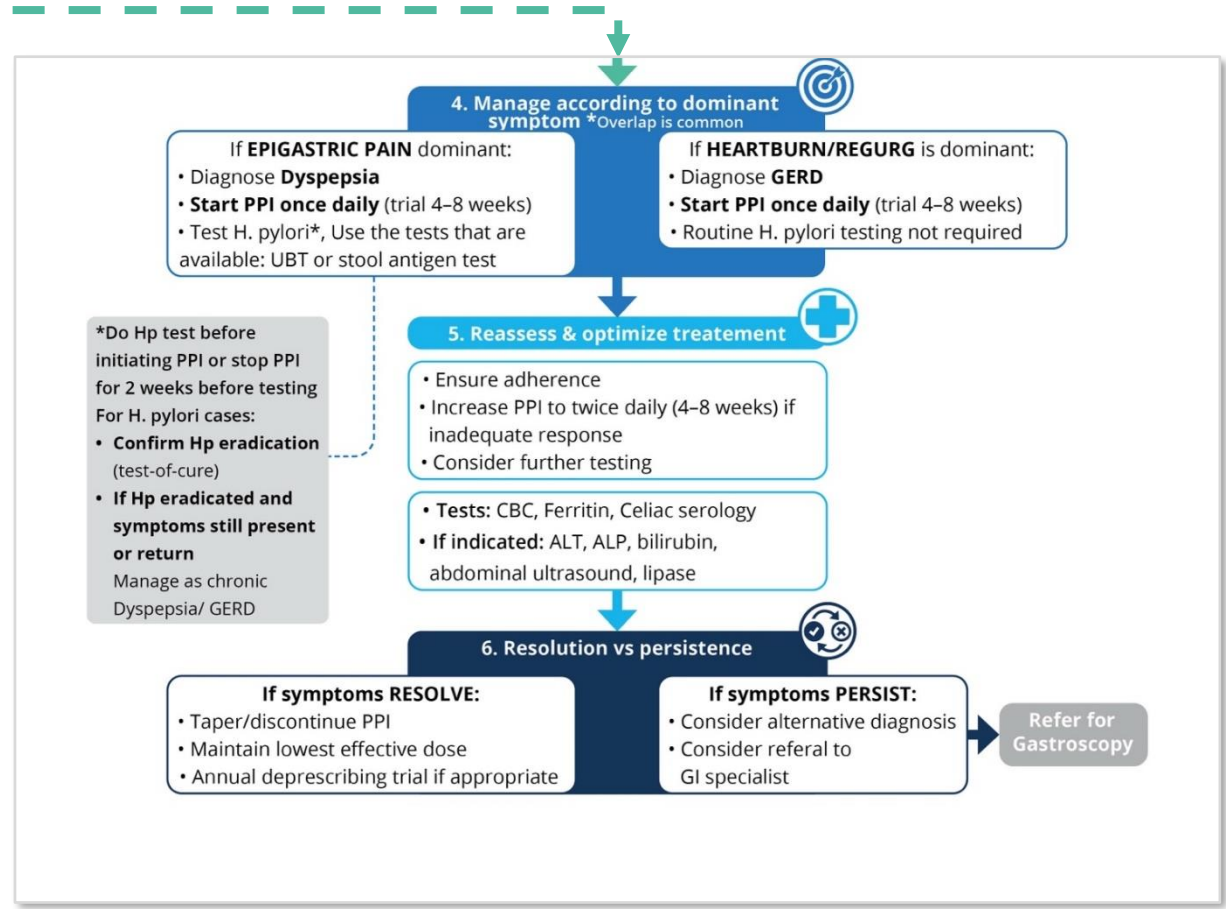 4. Manage according to dominant
symptom *Overlap is common
If EPIGASTRIC PAIN dominant:
• Diagnose Dyspepsia
• Start PPI once daily (trial 4–8 weeks)
• Test H. pylori*, Use the tests that are
available: UBT or stool antigen test
If HEARTBURN/REGURG is dominant:
• Diagnose GERD
• Start PPI once daily (trial 4–8 weeks)
• Routine H. pylori testing not required
*Do Hp test before
initiating PPI or stop PPI
for 2 weeks before testing
For H. pylori cases:
• Confirm Hp eradication
(test-of-cure)
• If Hp eradicated and
symptoms still present
or return
Manage as chronic
Dyspepsia/ GERD
5. Reassess & optimize treatement
• Ensure adherence
• Increase PPI to twice daily (4–8 weeks) if
inadequate response
• Consider further testing
• Tests: CBC, Ferritin, Celiac serology
• If indicated: ALT, ALP, bilirubin,
abdominal ultrasound, lipase
6. Resolution vs persistence
If symptoms RESOLVE:
• Taper/discontinue PPI
• Maintain lowest effective dose
• Annual deprescribing trial if appropriate
If symptoms PERSIST:
• Consider alternative diagnosis
• Consider referal to
GI specialist
Refer for
Gastroscopy